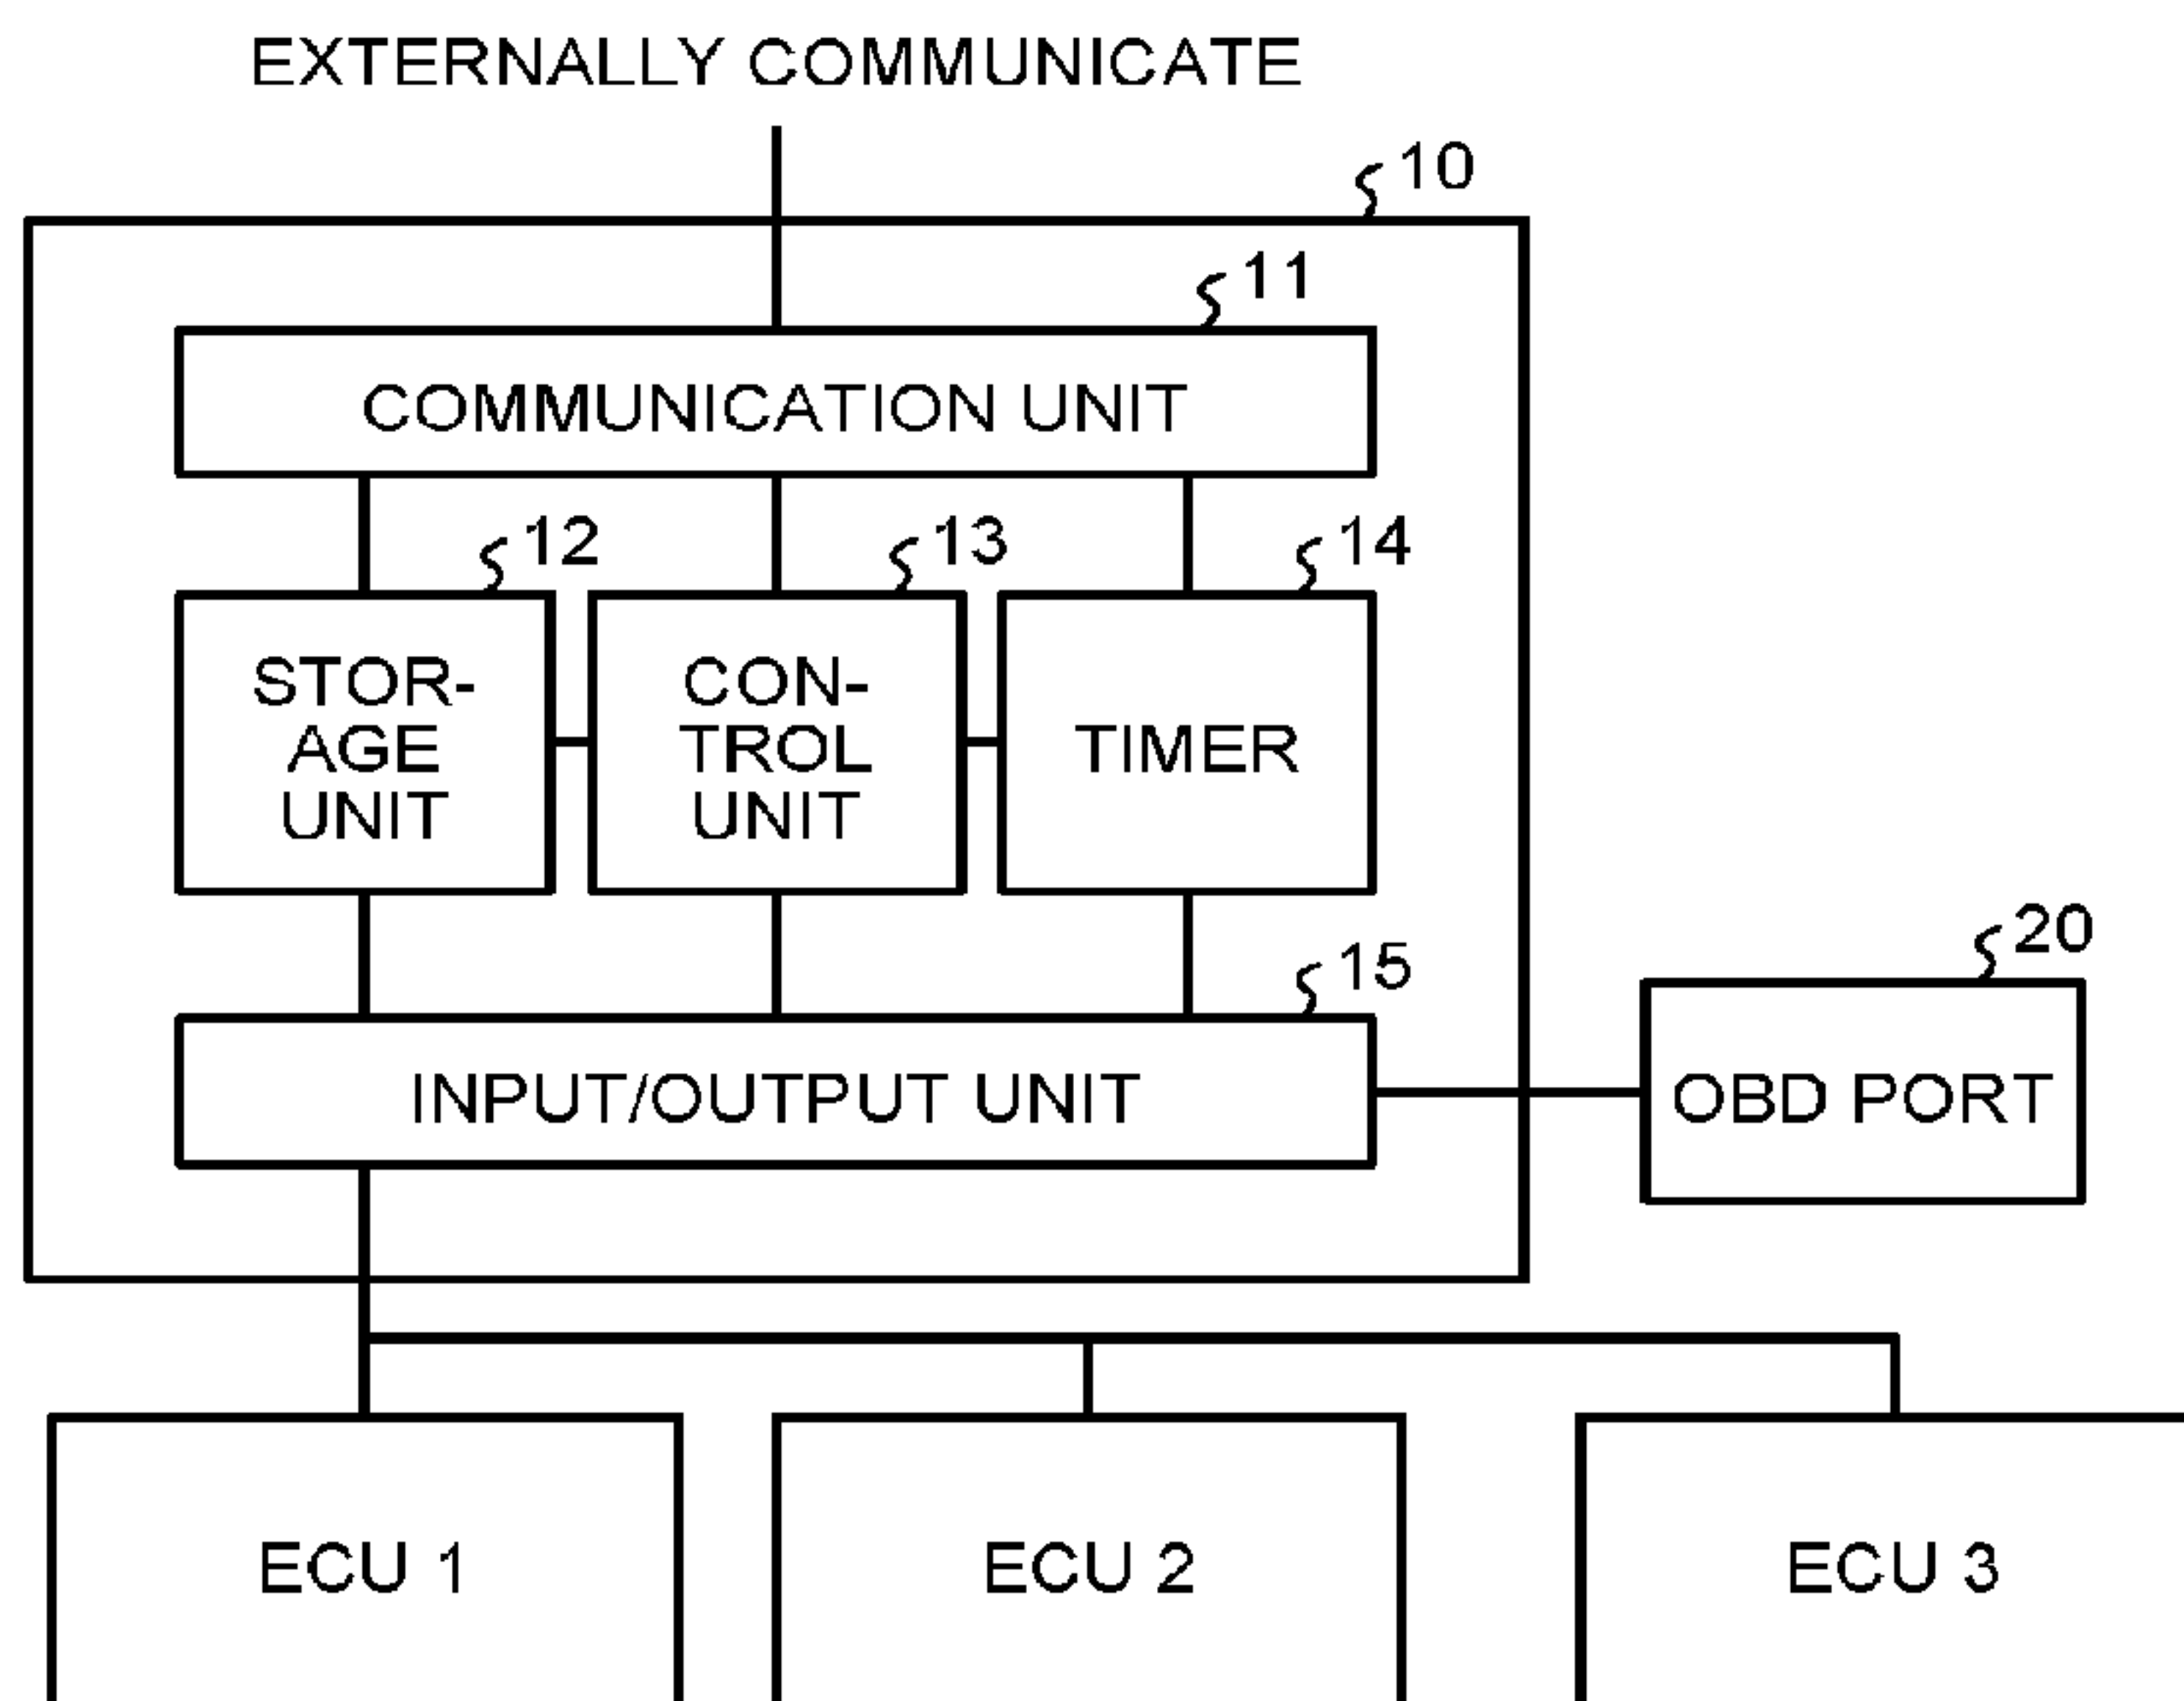 EXTERNALLY COMMUNICATE
10
11
COMMUNICATION UNIT
12
13
14
STOR-
AGE
UNIT
CON-
TROL
UNIT
TIMER
15
20
INPUT/OUTPUT UNIT
OBD PORT
ECU 1
ECU 2
ECU 3